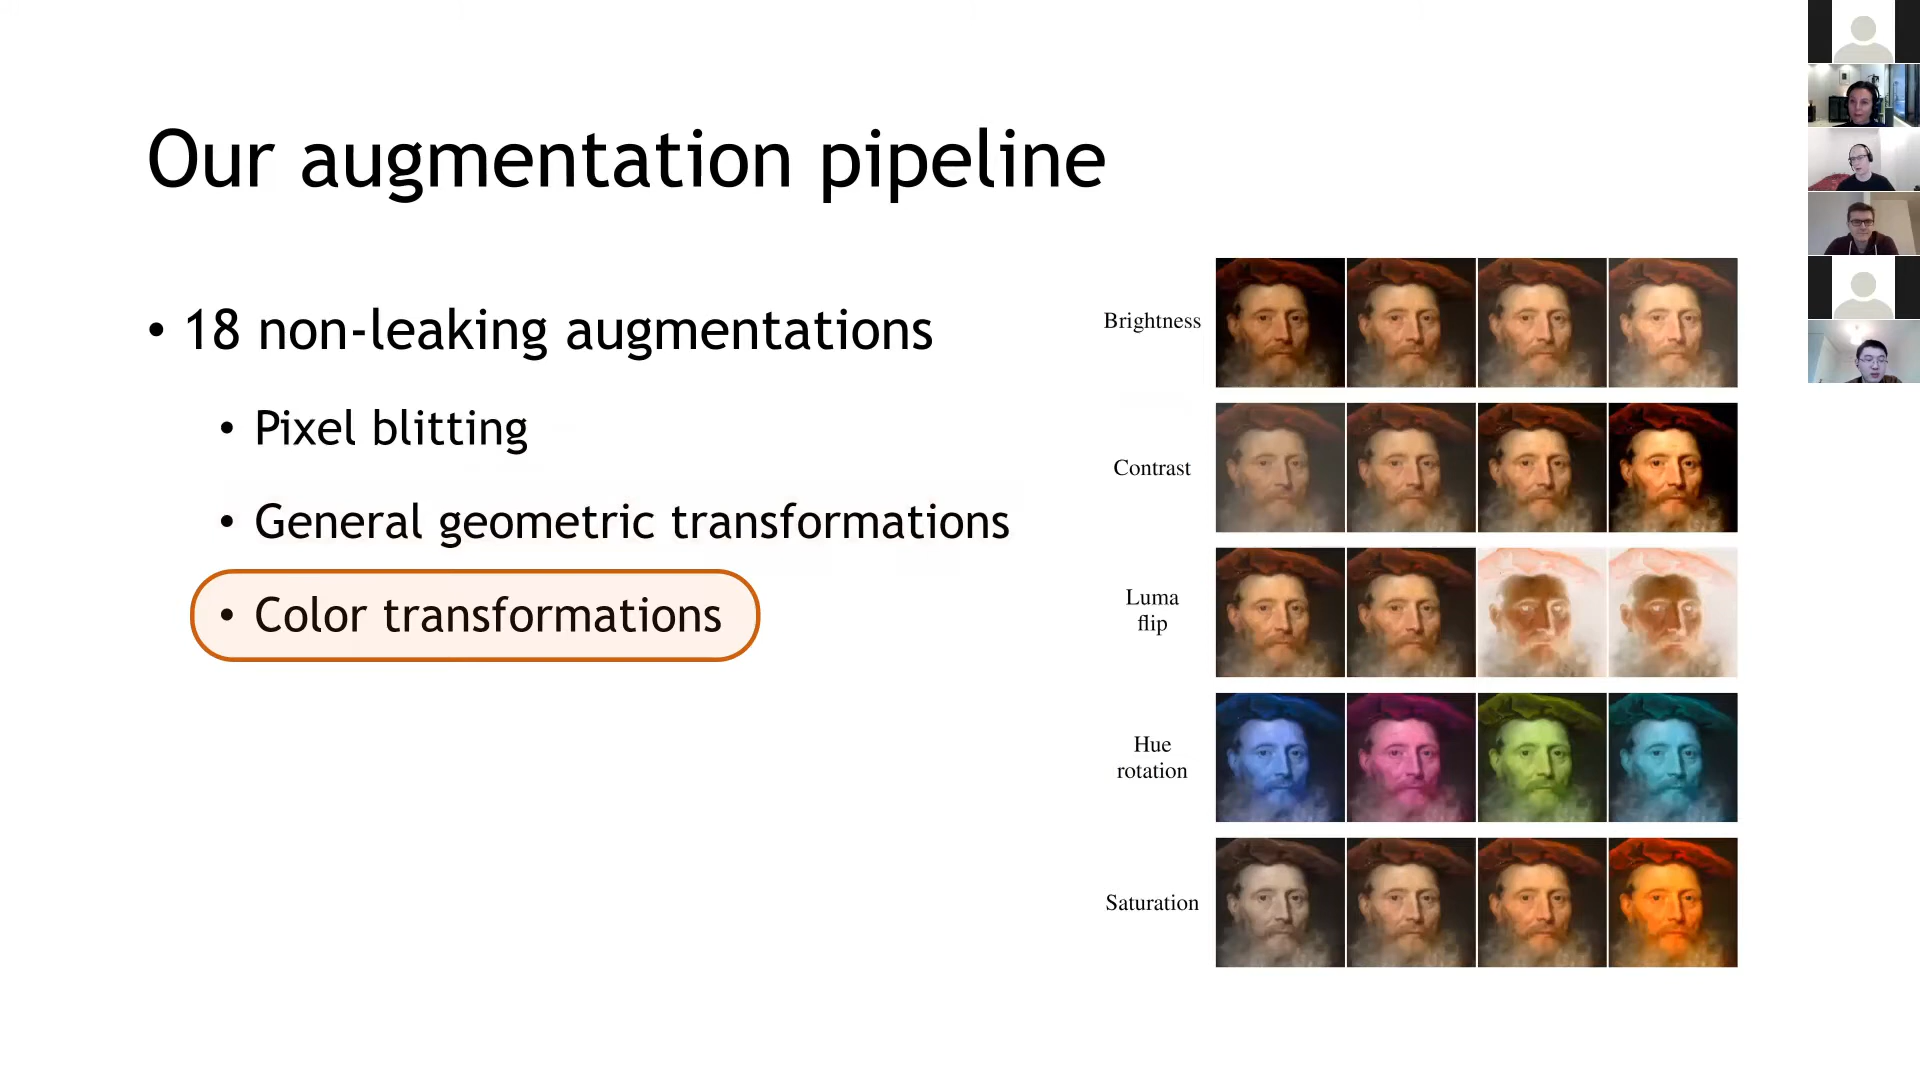 Our augmentation pipeline
• 18 non-leaking augmentations
• Pixel blitting
• General geometric transformations
• Color transformations
Brightness
Contrast
Luma
flip
Hue
rotation
Saturation